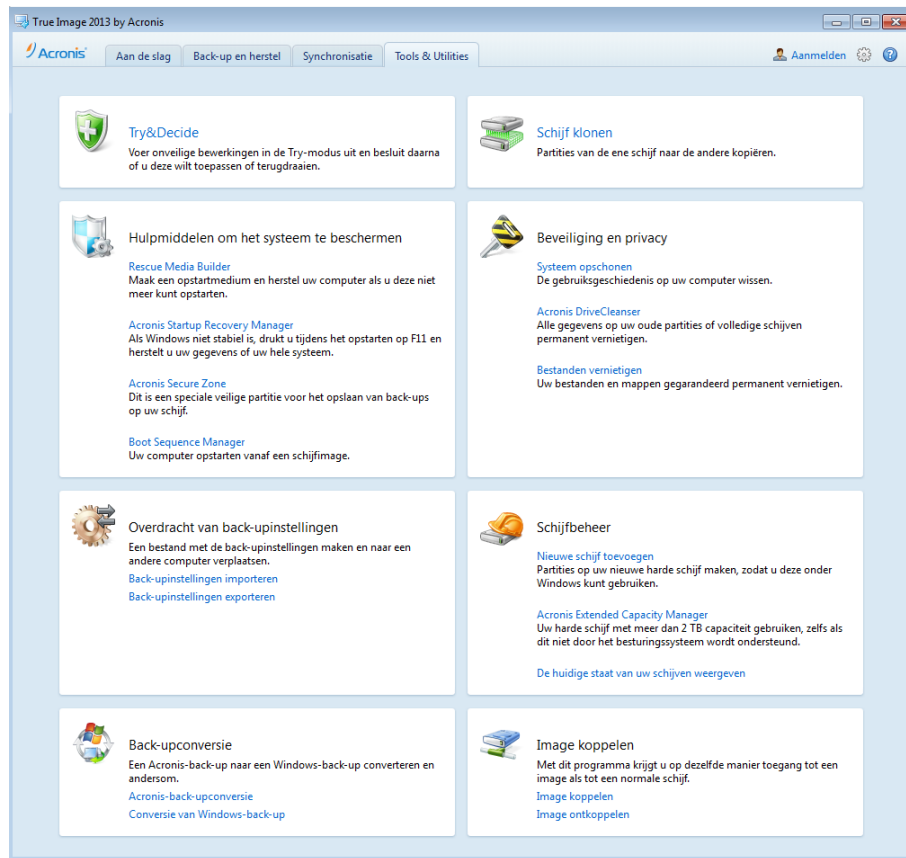 True Image 2013 by Acronis
Acronis
Aan de slag
Back-up en herstel
Synchronisatie
Tools & Utilities
Aanmelden
Try&Decide
Voer onveilige bewerkingen in de Try-modus uit en besluit daarna
of u deze wilt toepassen of terugdraaien.
Schijf klonen
Partities van de ene schijf naar de andere kopiëren.
Hulpmiddelen om het systeem te beschermen
Rescue Media Builder
Maak een opstartmedium en herstel uw computer als u deze niet
meer kunt opstarten.
Acronis Startup Recovery Manager
Als Windows niet stabiel is, drukt u tijdens het opstarten op F11 en
herstelt u uw gegevens of uw hele systeem.
Acronis Secure Zone
Dit is een speciale veilige partitie voor het opslaan van back-ups
op uw schijf.
Boot Sequence Manager
Uw computer opstarten vanaf een schijfimage.
Beveiliging en privacy
Systeem opschonen
De gebruiksgeschiedenis op uw computer wissen.
Acronis DriveCleanser
Alle gegevens op uw oude partities of volledige schijven
permanent vernietigen.
Bestanden vernietigen
Uw bestanden en mappen gegarandeerd permanent vernietigen.
Overdracht van back-upinstellingen
Een bestand met de back-upinstellingen maken en naar een
andere computer verplaatsen.
Back-upinstellingen importeren
Back-upinstellingen exporteren
Schijfbeheer
Nieuwe schijf toevoegen
Partities op uw nieuwe harde schijf maken, zodat u deze onder
Windows kunt gebruiken.
Acronis Extended Capacity Manager
Uw harde schijf met meer dan 2 TB capaciteit gebruiken, zelfs als
dit niet door het besturingssysteem wordt ondersteund.
De huidige staat van uw schijven weergeven
Back-upconversie
Een Acronis-back-up naar een Windows-back-up converteren en
andersom.
Acronis-back-upconversie
Conversie van Windows-back-up
Image koppelen
Met dit programma krijgt u op dezelfde manier toegang tot een
image als tot een normale schijf.
Image koppelen
Image ontkoppelen